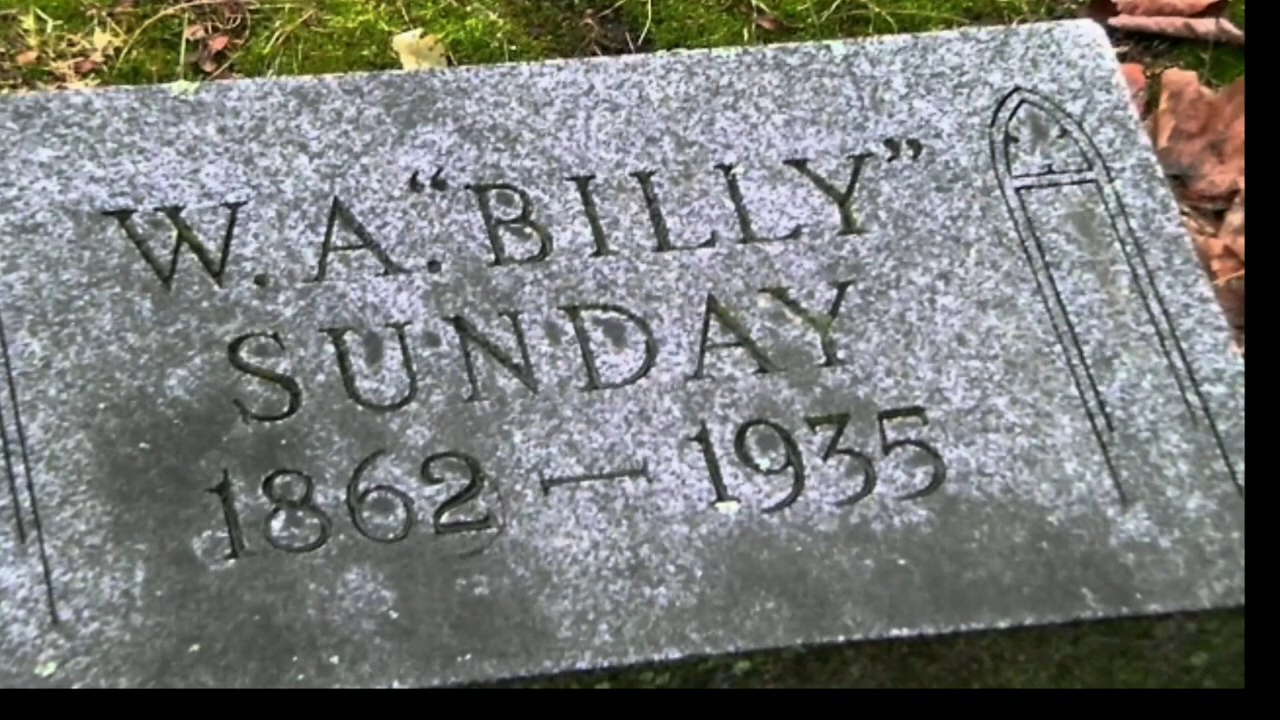 W. A. “BILLY”
SUNDAY
1862 — 1935